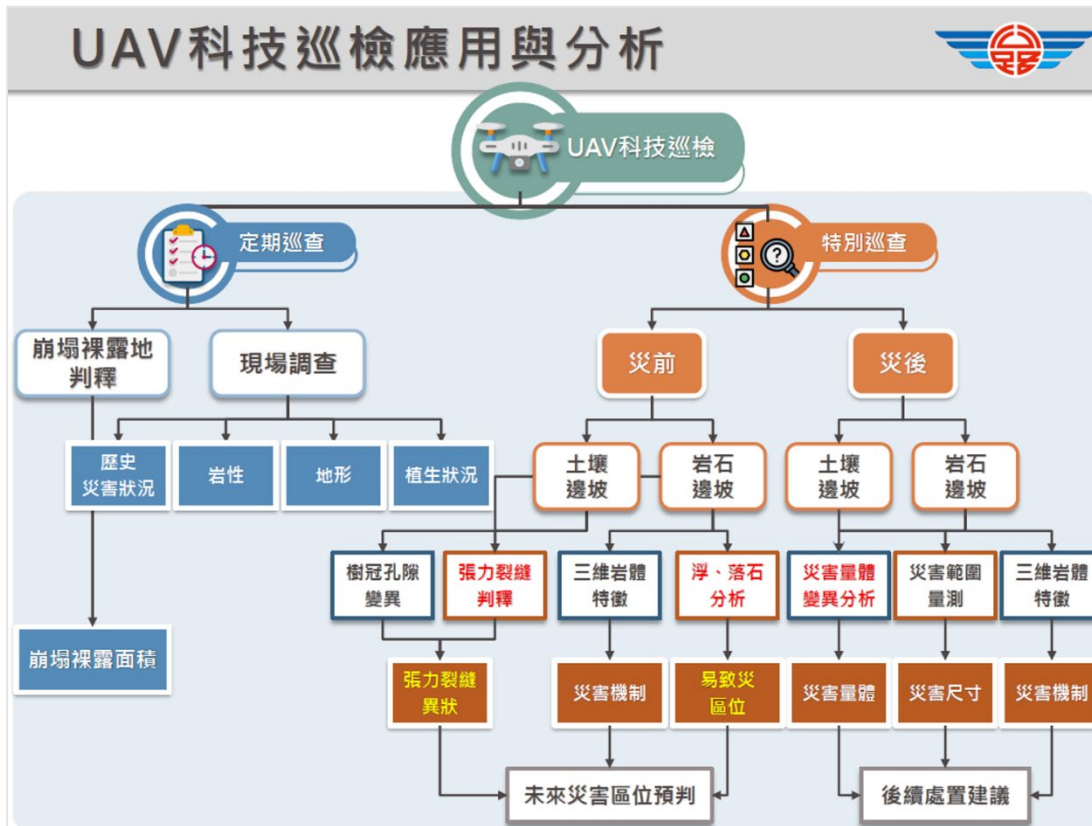 UAV科技巡檢應用與分析
UAV科技巡檢
定期巡查
特別巡查
崩塌裸露地
判釋
現場調查
災前
災後
歷史
災害狀況
岩性
地形
植生狀況
土壤
邊坡
岩石
邊坡
土壤
邊坡
岩石
邊坡
樹冠孔隙
變異
張力裂縫
判釋
三維岩體
特徵
浮、落石
分析
災害量體
變異分析
災害範圍
量測
三維岩體
特徵
崩塌裸露面積
張力裂縫
異狀
災害機制
易致災
區位
災害量體
災害尺寸
災害機制
未來災害區位預判
後續處置建議